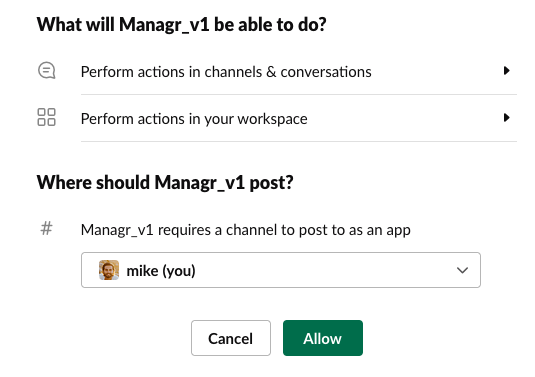 What will Managr_v1 be able to do?
Perform actions in channels & conversations
Perform actions in your workspace
Where should Managr_v1 post?
# Managr_v1 requires a channel to post to as an app
mike (you)
Cancel Allow